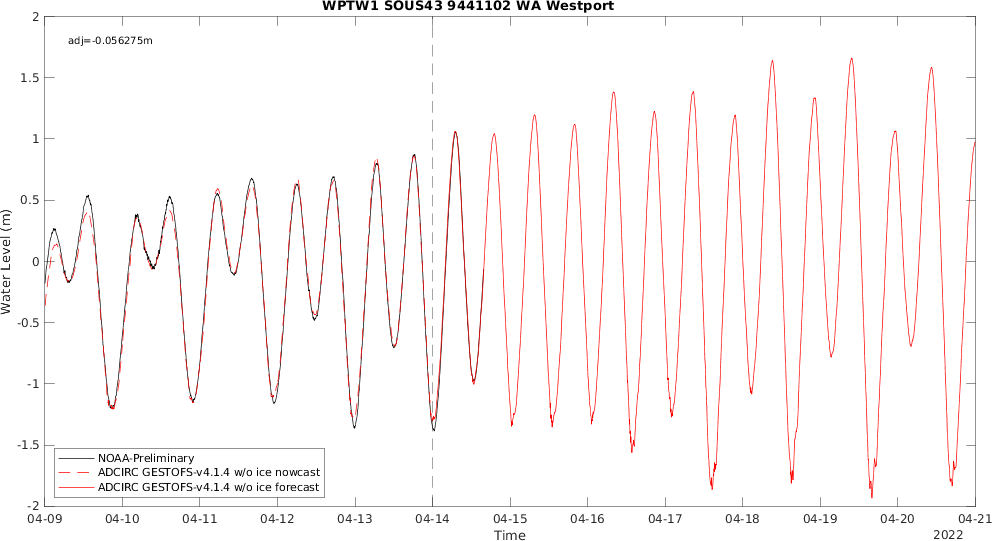 WPTW1 SOUS43 9441102 WA Westport
adj=-0.056275m
Water Level (m)
2
1.5
1
0.5
0
-0.5
-1
-1.5
-2
NOAA-Preliminary
ADCIRC GESTOFS-v4.1.4 w/o ice nowcast
ADCIRC GESTOFS-v4.1.4 w/o ice forecast
04-09 04-10 04-11 04-12 04-13 04-14 04-15 04-16 04-17 04-18 04-19 04-20 04-21
Time
2022